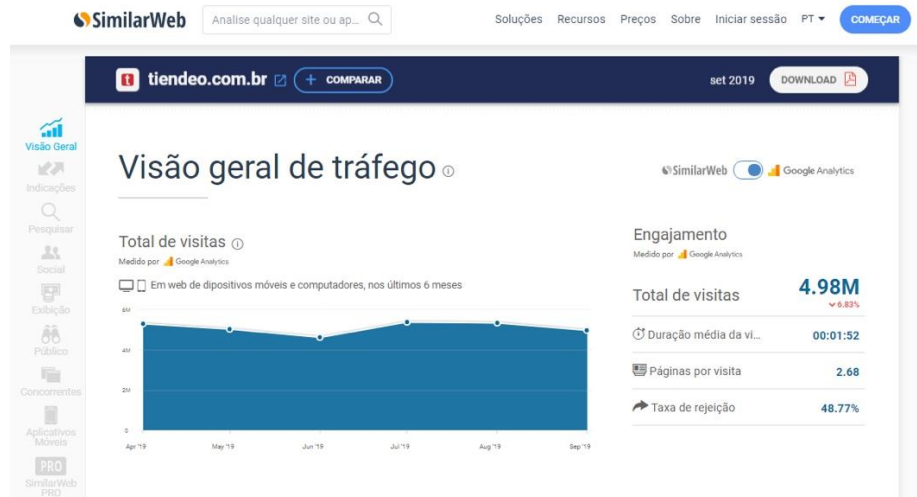 SimilarWeb
Analise qualquer site ou ap...
Soluções Recursos Preços Sobre Iniciar sessão PT COMEÇAR
tiendeo.com.br + COMPARAR
set 2019 DOWNLOAD
Visão Geral
Indicações
Pesquisar
Social
Exibição
Público
Concorrentes
Aplicativos
Móveis
PRO
SimilarWeb
PRO
Visão geral de tráfego
SimilarWeb Google Analytics
Total de visitas
Medido por Google Analytics
Em web de dipositivos móveis e computadores, nos últimos 6 meses
6M
4M
2M
0
Apr '19 May '19 Jun '19 Jul '19 Aug '19 Sep '19
Engajamento
Medido por Google Analytics
Total de visitas 4.98M
6.83%
Duração média da vi... 00:01:52
Páginas por visita 2.68
Taxa de rejeição 48.77%